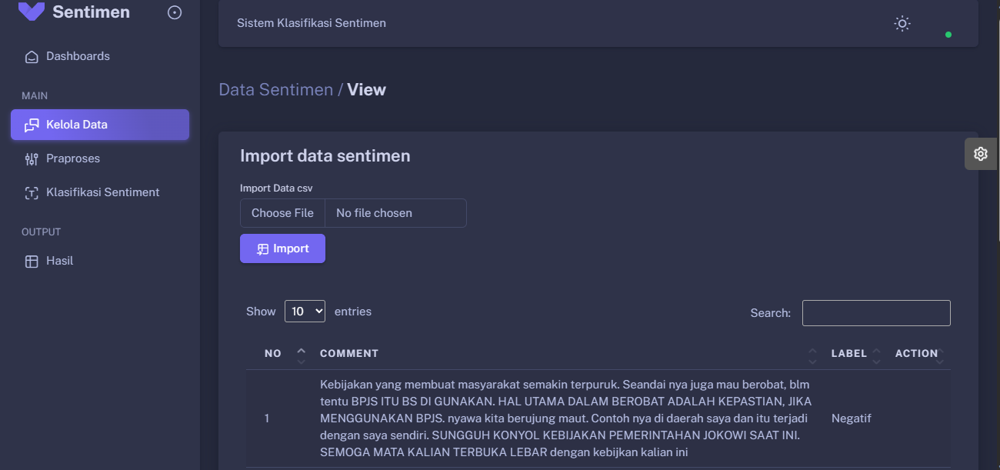 Sentimen
Dashboards
MAIN
Kelola Data
Praproses
Klasifikasi Sentiment
OUTPUT
Hasil
Sistem Klasifikasi Sentimen
Data Sentimen / View
Import data sentimen
Import Data csv
Choose File No file chosen
Import
Show 10 entries
Search:
NO COMMENT LABEL ACTION
Kebijakan yang membuat masyarakat semakin terpuruk. Seandai nya juga mau berobat, blm
tentu BPJS ITU BS DI GUNAKAN. HAL UTAMA DALAM BEROBAT ADALAH KEPASTIAN, JIKA
1 MENGGUNAKAN BPJS. nyawa kita berujung maut. Contoh nya di daerah saya dan itu terjadi Negatif
dengan saya sendiri. SUNGGUH KONYOL KEBIJAKAN PEMERINTAHAN JOKOWI SAAT INI.
SEMOGA MATA KALIAN TERBUKA LEBAR dengan kebijkan kalian ini